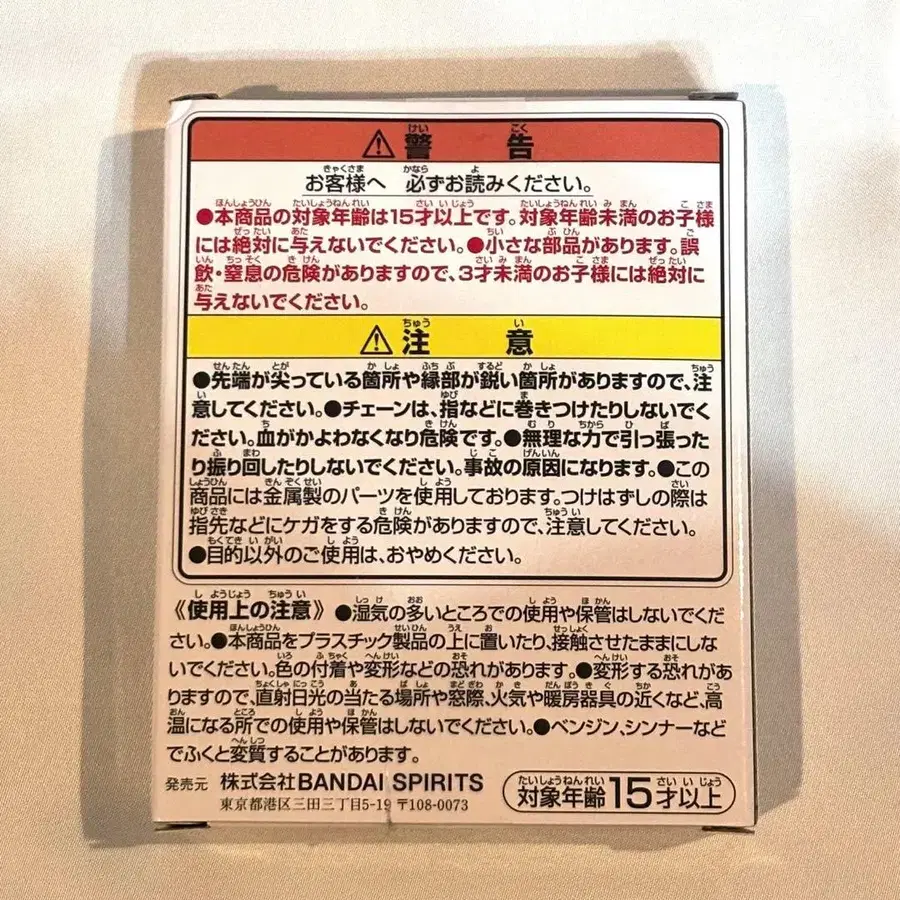 ⚠警告
お客様へ 必ずお読みください。
●本商品の対象年齢は15才以上です。対象年齢未満のお子様
には絶対に与えないでください。●小さな部品があります。誤
飲・窒息の危険がありますので、3才未満のお子様には絶対に
与えないでください。
⚠注意
●先端が尖っている箇所や縁部が鋭い箇所がありますので、注
意してください。●チェーンは、指などに巻きつけたりしないでく
ださい。血がかよわなくなり危険です。●無理な力で引っ張った
り振り回したりしないでください。事故の原因になります。●この
商品には金属製のパーツを使用しております。つけはずしの際は
指先などにケガをする危険がありますので、注意してください。
●目的以外のご使用は、おやめください。
《使用上の注意》●湿気の多いところでの使用や保管はしないでくだ
さい。●本商品をプラスチック製品の上に置いたり、接触させたままにしな
いでください。色の付着や変形などの恐れがあります。●変形する恐れがあ
りますので、直射日光の当たる場所や窓際、火気や暖房器具の近くなど、高
温になる所での使用や保管はしないでください。●ベンジン、シンナーなど
でふくと変質することがあります。
発売元 株式会社BANDAI SPIRITS
東京都港区三田三丁目5-19 〒108-0073
対象年齢15才以上